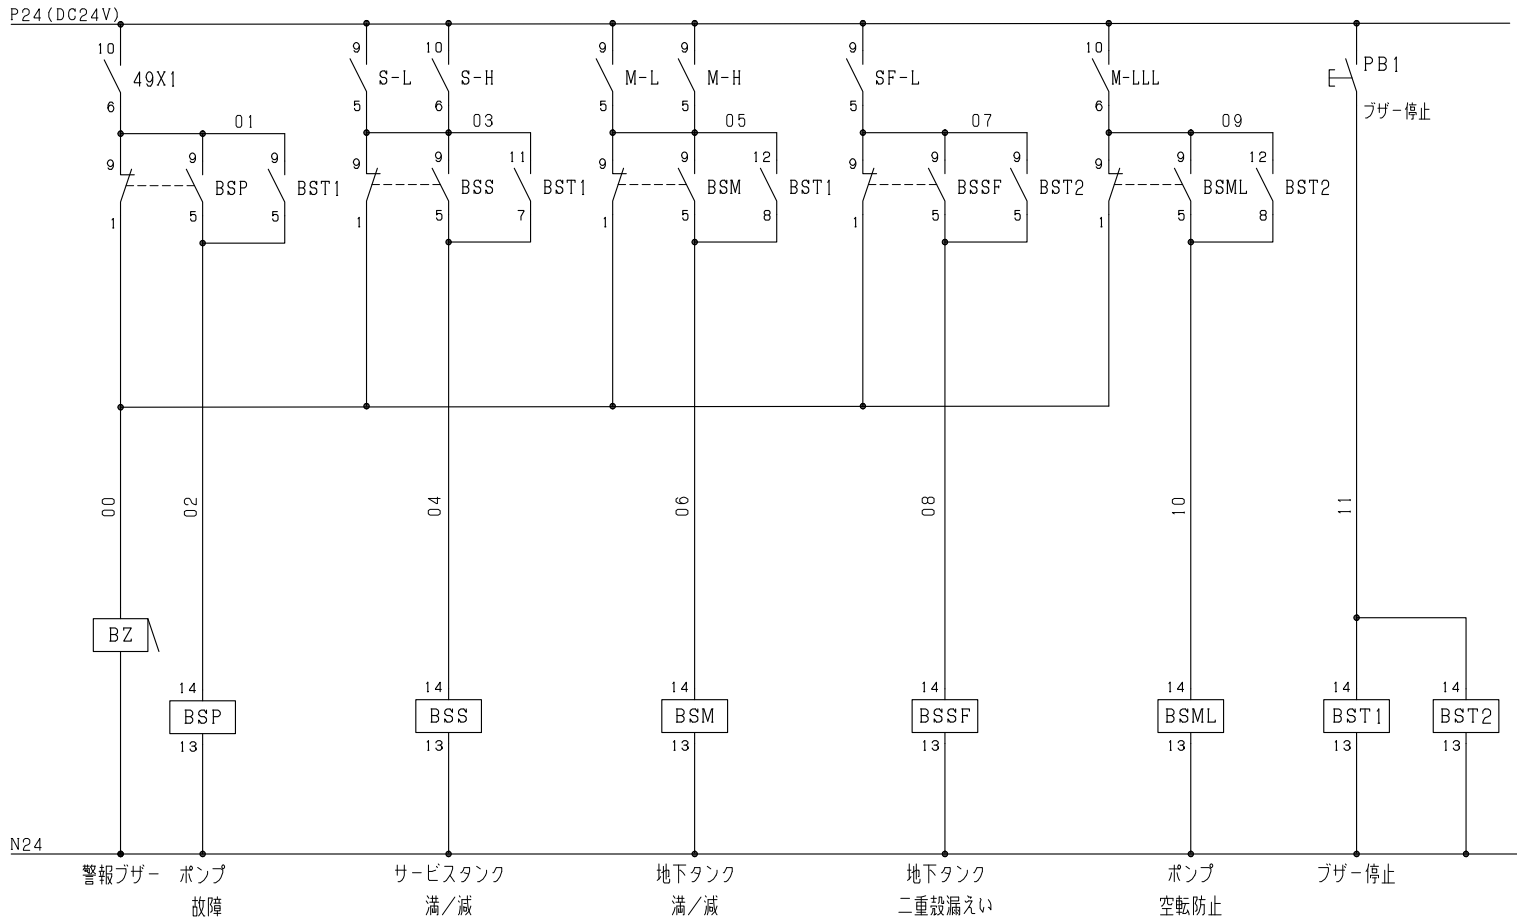 P24(DC24V)
10 9 10 9 9 9 10
49X1 S-L S-H M-L M-H SF-L M-LLL PB1
6 5 6 5 5 5 6 ブザー停止
01 03 05 07 09
9 9 9 9 9 11 9 9 12 9 9 9 9 9 12
BSP BST1 BSS BST1 BSM BST1 BSSF BST2 BSML BST2
1 5 5 1 5 7 1 5 8 1 5 5 1 5 8
00 02 04 06 08 10 11
BZ
14 14 14 14 14 14 14
BSP BSS BSM BSSF BSML BST1 BST2
13 13 13 13 13 13 13
N24
警報ブザー ポンプ サービスタンク 地下タンク 地下タンク ポンプ ブザー停止
故障 満/減 満/減 二重殻漏えい 空転防止